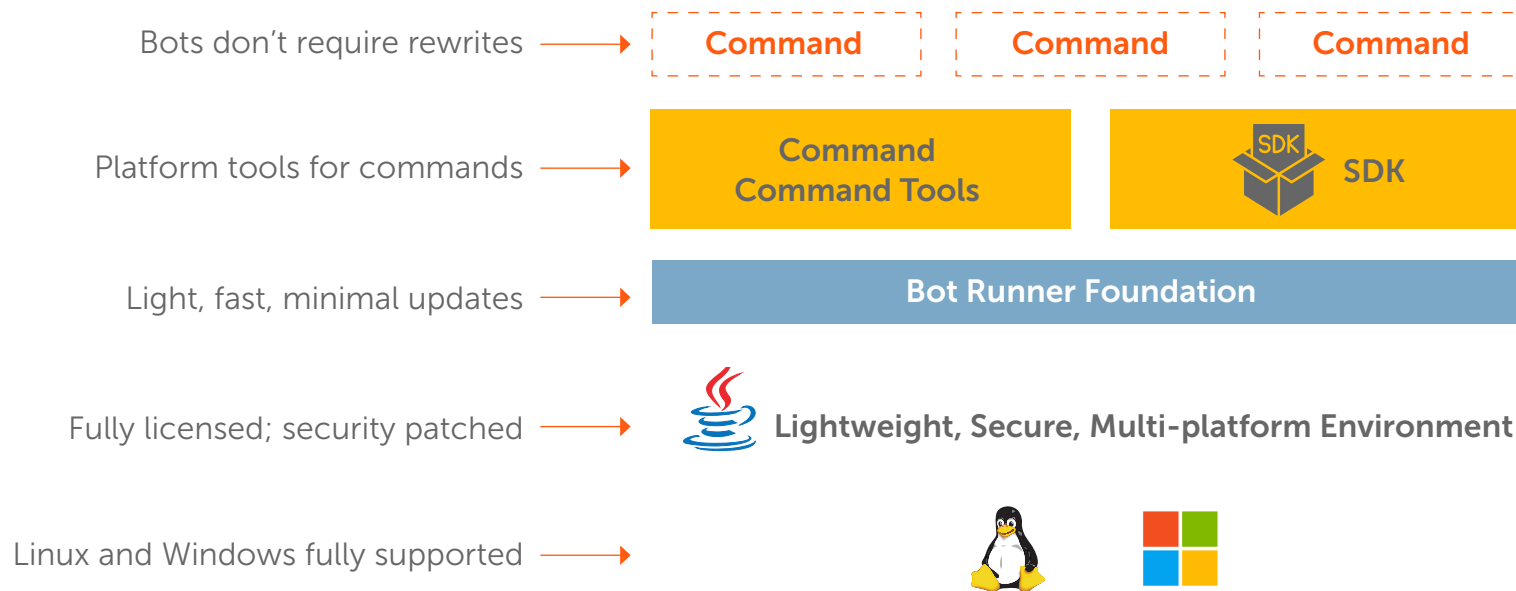 Bots don’t require rewrites
Command
Command
Command
Platform tools for commands
Command
Command Tools
SDK
SDK
Light, fast, minimal updates
Bot Runner Foundation
Fully licensed; security patched
Lightweight, Secure, Multi-platform Environment
Linux and Windows fully supported